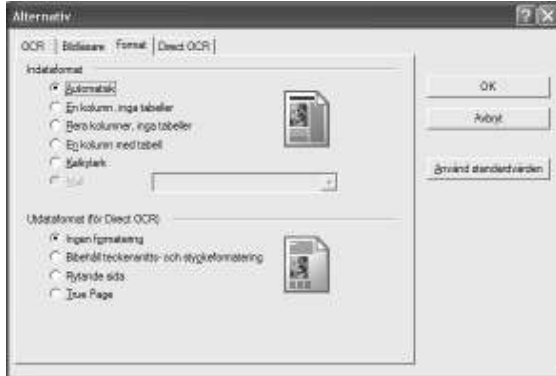 Alternativ
OCR Bildläsare Format Direct OCR
Indataformat
Automatisk
En kolumn, inga tabeller
Flera kolumner, inga tabeller
En kolumn med tabell
Kalkylark
Mall
Utdataformat (för Direct OCR)
Ingen formatering
Bibehåll teckensnitts- och styckeformatering
Flytande sida
True Page
OK
Avbryt
Använd standardvärden